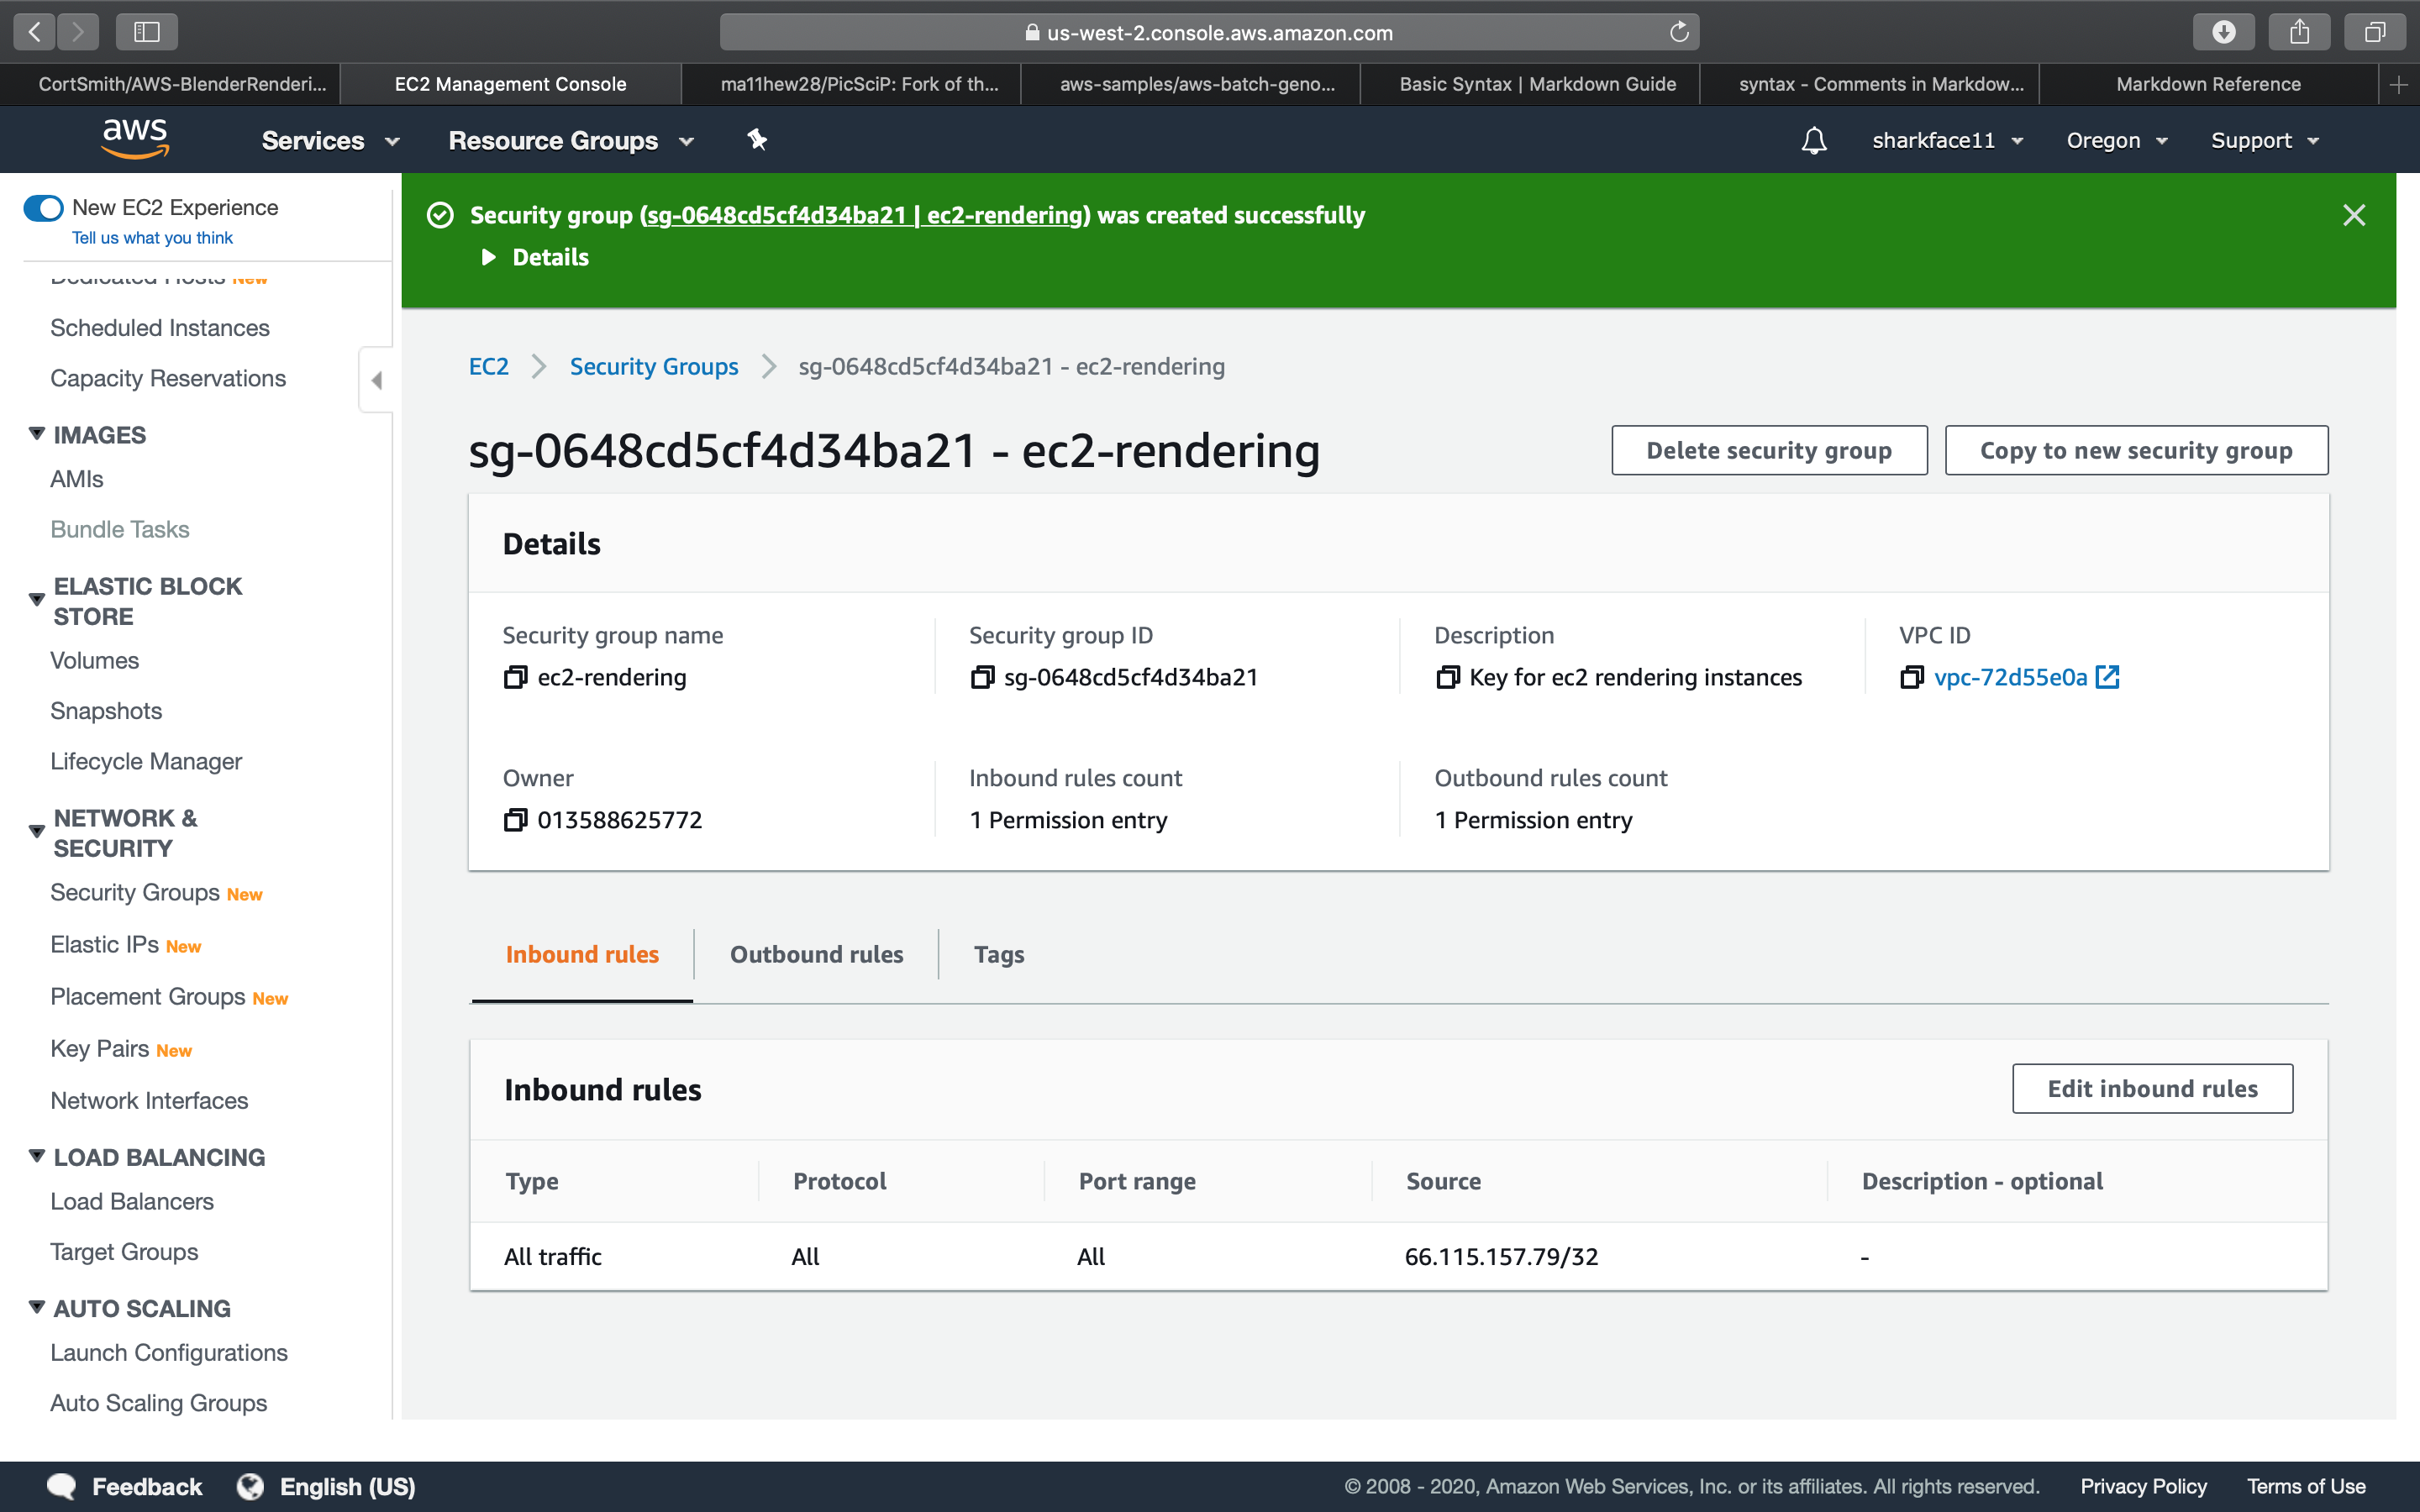 us-west-2.console.aws.amazon.com
CortSmith/AWS-BlenderRenderi...
EC2 Management Console
ma11hew28/PicSciP: Fork of th...
aws-samples/aws-batch-geno...
Basic Syntax | Markdown Guide
syntax - Comments in Markdow...
Markdown Reference
aws
Services
Resource Groups
sharkface11
Oregon
Support
New EC2 Experience
Tell us what you think
Dedicated Hosts New
Scheduled Instances
Capacity Reservations
IMAGES
AMIs
Bundle Tasks
ELASTIC BLOCK
STORE
Volumes
Snapshots
Lifecycle Manager
NETWORK &
SECURITY
Security Groups New
Elastic IPs New
Placement Groups New
Key Pairs New
Network Interfaces
LOAD BALANCING
Load Balancers
Target Groups
AUTO SCALING
Launch Configurations
Auto Scaling Groups
Security group (sg-0648cd5cf4d34ba21 | ec2-rendering) was created successfully
Details
EC2 > Security Groups > sg-0648cd5cf4d34ba21 - ec2-rendering
sg-0648cd5cf4d34ba21 - ec2-rendering
Delete security group
Copy to new security group
Details
Security group name
ec2-rendering
Security group ID
sg-0648cd5cf4d34ba21
Description
Key for ec2 rendering instances
VPC ID
vpc-72d55e0a
Owner
013588625772
Inbound rules count
1 Permission entry
Outbound rules count
1 Permission entry
Inbound rules
Outbound rules
Tags
Inbound rules
Edit inbound rules
Type Protocol Port range Source Description - optional
All traffic All All 66.115.157.79/32 -
Feedback
English (US)
© 2008 - 2020, Amazon Web Services, Inc. or its affiliates. All rights reserved.
Privacy Policy
Terms of Use